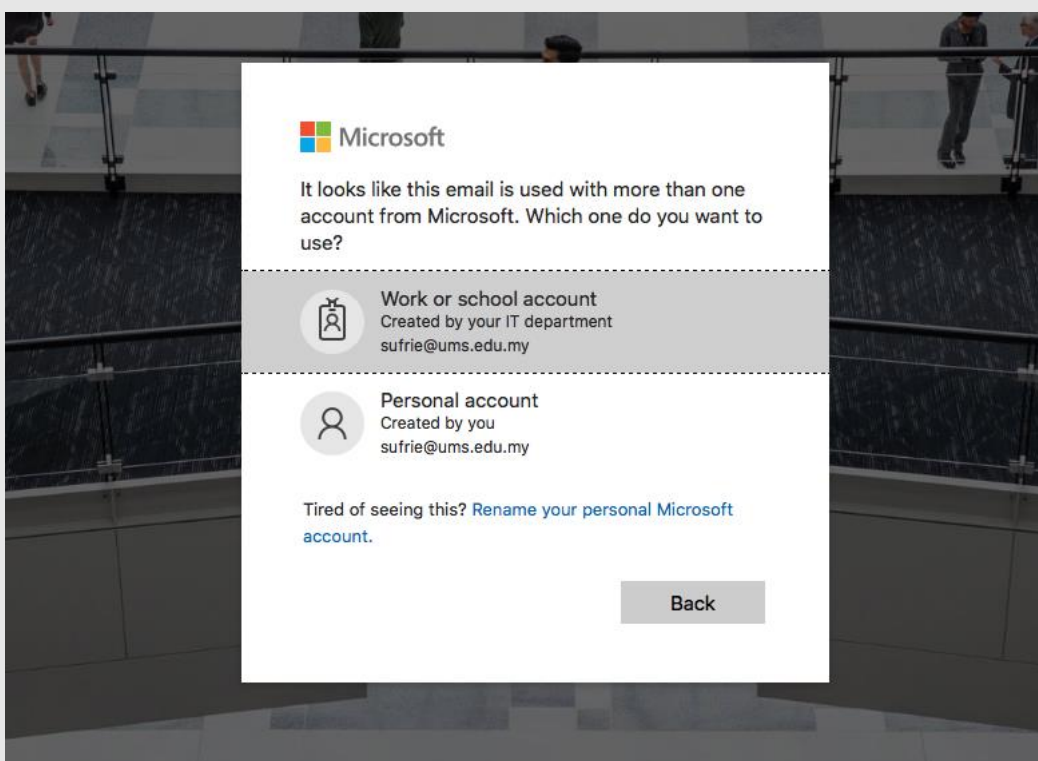 Microsoft
It looks like this email is used with more than one
account from Microsoft. Which one do you want to
use?
Work or school account
Created by your IT department
sufrie@ums.edu.my
Personal account
Created by you
sufrie@ums.edu.my
Tired of seeing this? Rename your personal Microsoft
account.
Back